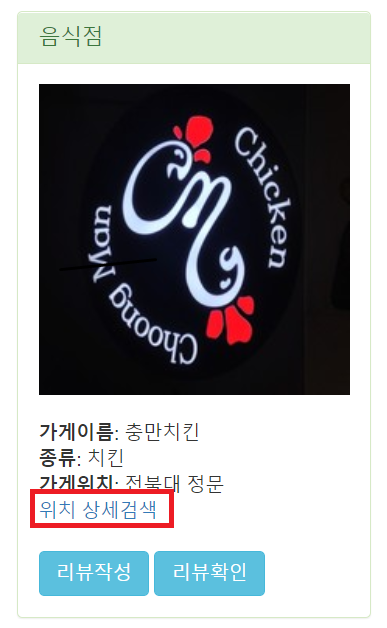 음식점
Chicken
Choong Man
가게이름: 충만치킨
종류: 치킨
가게위치: 전북대 정문
위치 상세검색
리뷰작성 리뷰확인